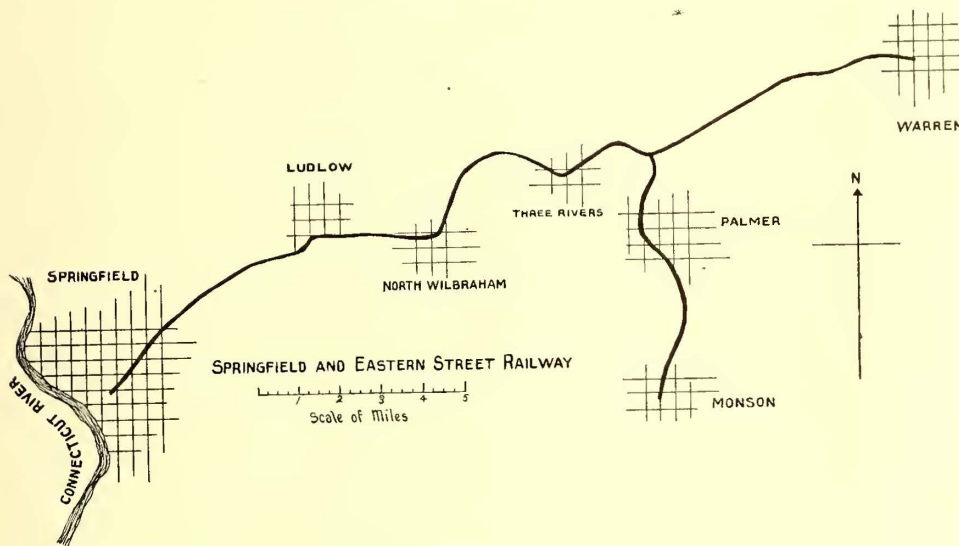 WARREN
N
LUDLOW
THREE RIVERS
PALMER
SPRINGFIELD
NORTH WILBRAHAM
SPRINGFIELD AND EASTERN STREET RAILWAY
1 2 3 4 5
Scale of Miles
MONSON
CONNECTICUT RIVER